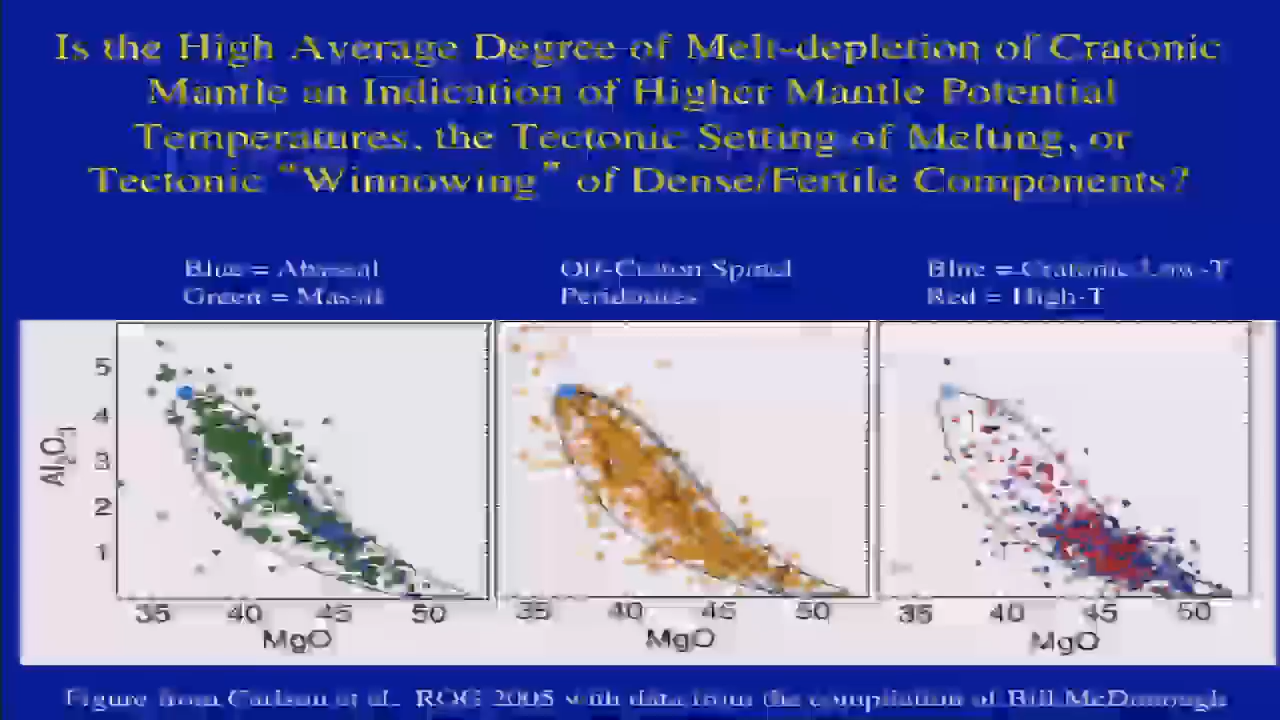 Is the High Average Degree of Melt-depletion of Cratonic
Mantle an Indication of Higher Mantle Potential
Temperatures, the Tectonic Setting of Melting, or
Tectonic "Winnowing" of Dense/Fertile Components?
Blue = Abyssal
Green = Massif
Off-Craton Spinel
Peridotites
Blue = Cratonic Low-T
Red = High-T
Al2O3
5
4
3
2
1
35 40 45 50
MgO
35 40 45 50
MgO
35 40 45 50
MgO
Figure from Carlson et al., ROG 2005 with data from the compilation of Bill McDonough